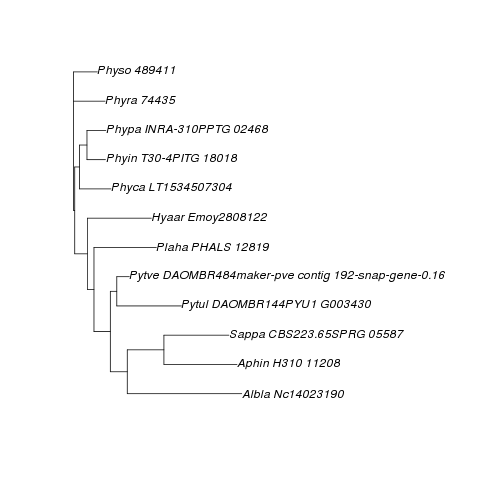 Physo 489411
Phyra 74435
Phypa INRA-310PPTG 02468
Phyin T30-4PITG 18018
Phyca LT1534507304
Hyaar Emoy2808122
Plaha PHALS 12819
Pytve DAOMBR484maker-pve contig 192-snap-gene-0.16
Pytul DAOMBR144PYU1 G003430
Sappa CBS223.65SPRG 05587
Aphin H310 11208
Albla Nc14023190